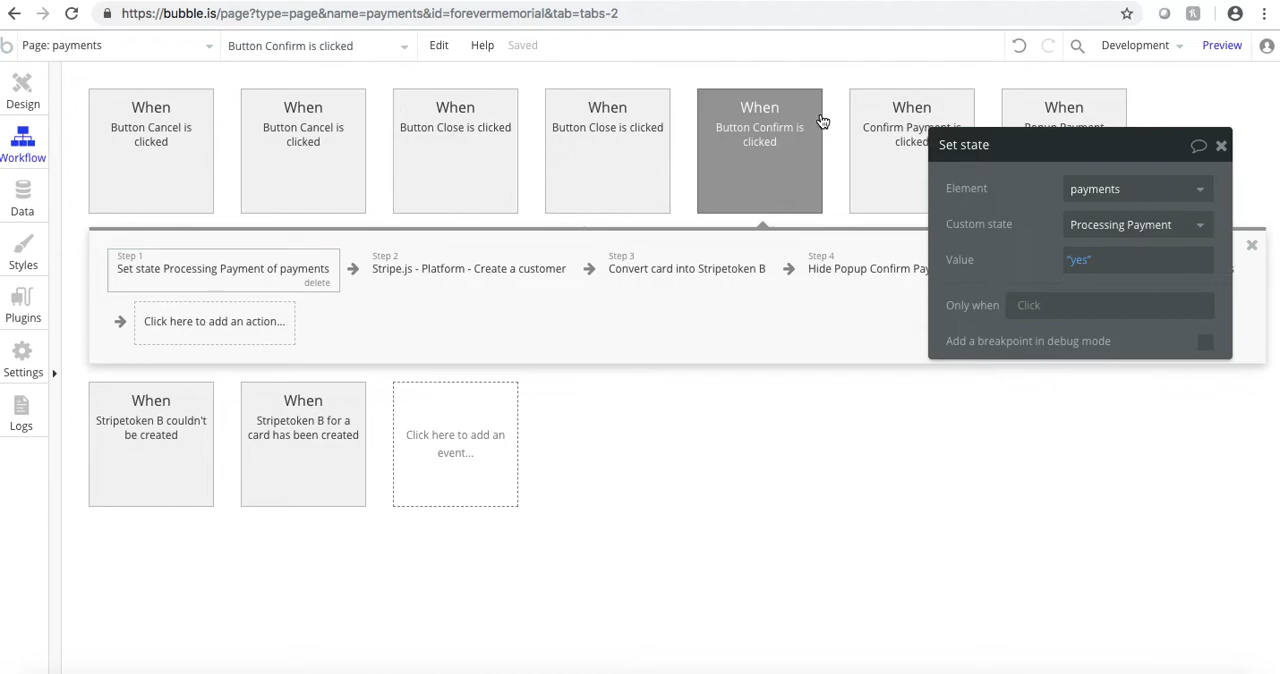 https://bubble.is/page?type=page&name=payments&id=forevermemorial&tab=tabs-2
Page: payments
Button Confirm is clicked
Edit
Help
Saved
Development
Preview
Design
Workflow
Data
Styles
Plugins
Settings
Logs
When
Button Cancel is
clicked
When
Button Cancel is
clicked
When
Button Close is clicked
When
Button Close is clicked
When
Button Confirm is
clicked
When
Confirm Payment is
clicked
When
Popup Payment
Set state
Element
payments
Custom state
Processing Payment
Value
"yes"
Only when
Click
Add a breakpoint in debug mode
Step 1
Set state Processing Payment of payments
delete
Step 2
Stripe.js - Platform - Create a customer
Step 3
Convert card into Stripetoken B
Step 4
Hide Popup Confirm Pay
Click here to add an action...
When
Stripetoken B couldn't
be created
When
Stripetoken B for a
card has been created
Click here to add an
event...